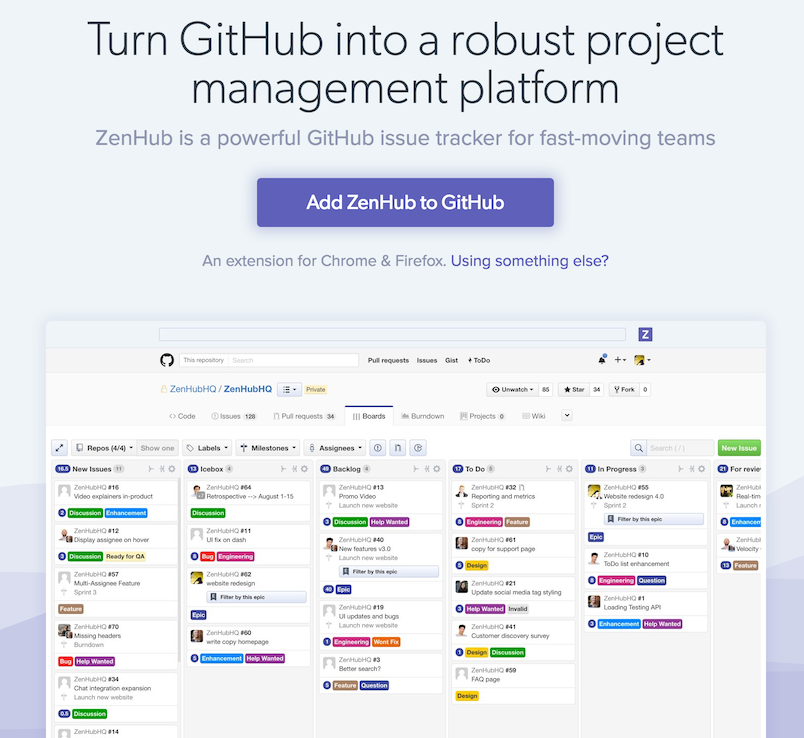 Turn GitHub into a robust project
management platform
ZenHub is a powerful GitHub issue tracker for fast-moving teams
Add ZenHub to GitHub
An extension for Chrome & Firefox. Using something else?
Z
This repository Search Pull requests Issues Gist ToDo
ZenHubHQ / ZenHubHQ Private Unwatch 85 Star 34 Fork 0
Code Issues 128 Pull requests 34 Boards Burndown Projects 0 Wiki
Repos (4/4) Show one Labels Milestones Assignees Search ( / ) New Issue
16.5 New Issues 11
ZenHubHQ #16
Video explainers in-product
2 Discussion Enhancement
ZenHubHQ #12
Display assignee on hover
3 Discussion Ready for QA
ZenHubHQ #57
Multi-Assignee Feature
Sprint 3
Feature
ZenHubHQ #70
Missing headers
Burndown
Bug Help Wanted
ZenHubHQ #34
Chat integration expansion
Launch new website
0.5 Discussion
ZenHubHQ #14
13 Icebox 4
ZenHubHQ #64
Retrospective --> August 1-15
Discussion
ZenHubHQ #11
UI fix on dash
8 Bug Engineering
ZenHubHQ #62
website redesign
Filter by this epic
Epic
ZenHubHQ #60
write copy homepage
5 Enhancement Help Wanted
49 Backlog 4
ZenHubHQ #13
Promo Video
Launch new website
3 Discussion Help Wanted
ZenHubHQ #40
New features v3.0
Launch new website
Filter by this epic
40 Epic
ZenHubHQ #19
UI updates and bugs
Launch new website
1 Engineering Wont Fix
ZenHubHQ #3
Better search?
5 Feature Question
17 To Do 5
ZenHubHQ #32
Reporting and metrics
Sprint 2
8 Engineering Feature
ZenHubHQ #61
copy for support page
5 Design
ZenHubHQ #21
Update social media tag styling
3 Help Wanted Invalid
ZenHubHQ #41
Customer discovery survey
1 Design Discussion
ZenHubHQ #59
FAQ page
Design
11 In Progress 3
ZenHubHQ #55
Website redesign 4.0
Sprint 2
Filter by this epic
Epic
ZenHubHQ #10
ToDo list enhancement
8 Engineering Question
ZenHubHQ #1
Loading Testing API
3 Enhancement Help Wanted
21 For review
ZenHub
Real-tim
8 Enhancem
ZenHubH
Velocity
13 Feature